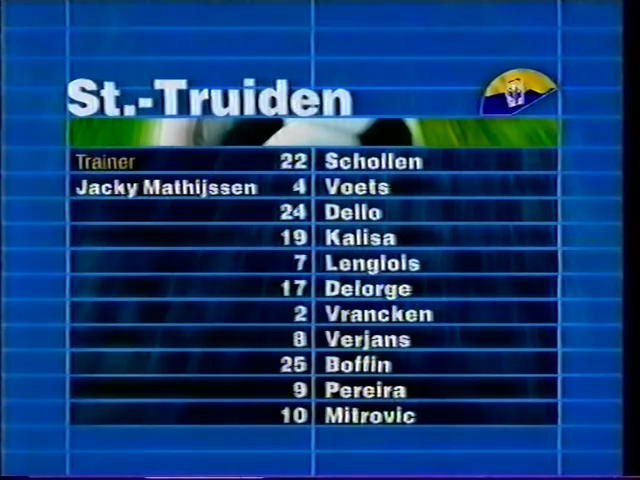 St.-Truiden
Trainer 22 Schollen
Jacky Mathijssen 4 Voets
24 Dello
19 Kalisa
7 Lenglois
17 Delorge
2 Vrancken
8 Verjans
25 Boffin
9 Pereira
10 Mitrovic